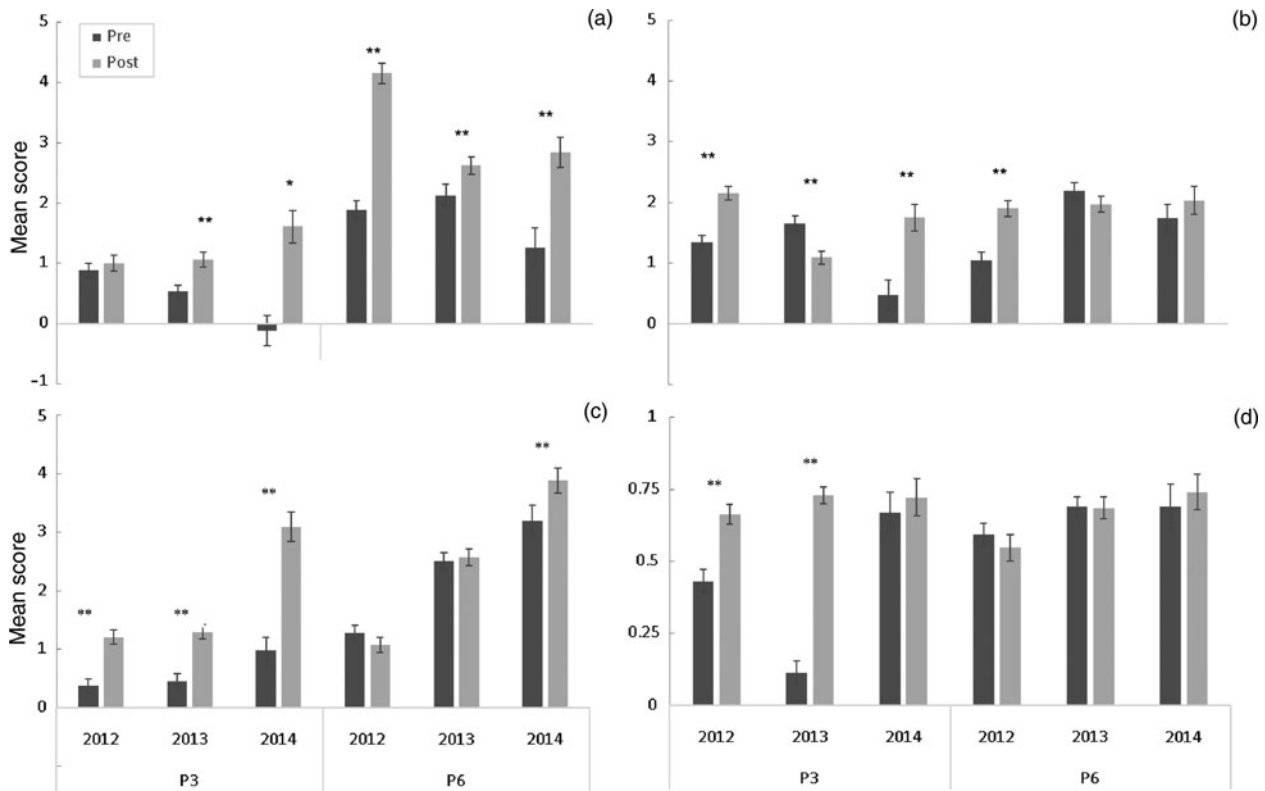 5 (a) 5 (b)
Pre
Post
4 ** 4
3 ** ** 3
Mean score
2 * 2 ** ** ** **
1 ** 1
0 0
–1
5 (c) 1 (d)
4 ** 0.75 ** **
3 **
Mean score
2 0.5
1 ** ** 0.25
0 0
2012 2013 2014 2012 2013 2014 2012 2013 2014 2012 2013 2014
P3 P6 P3 P6